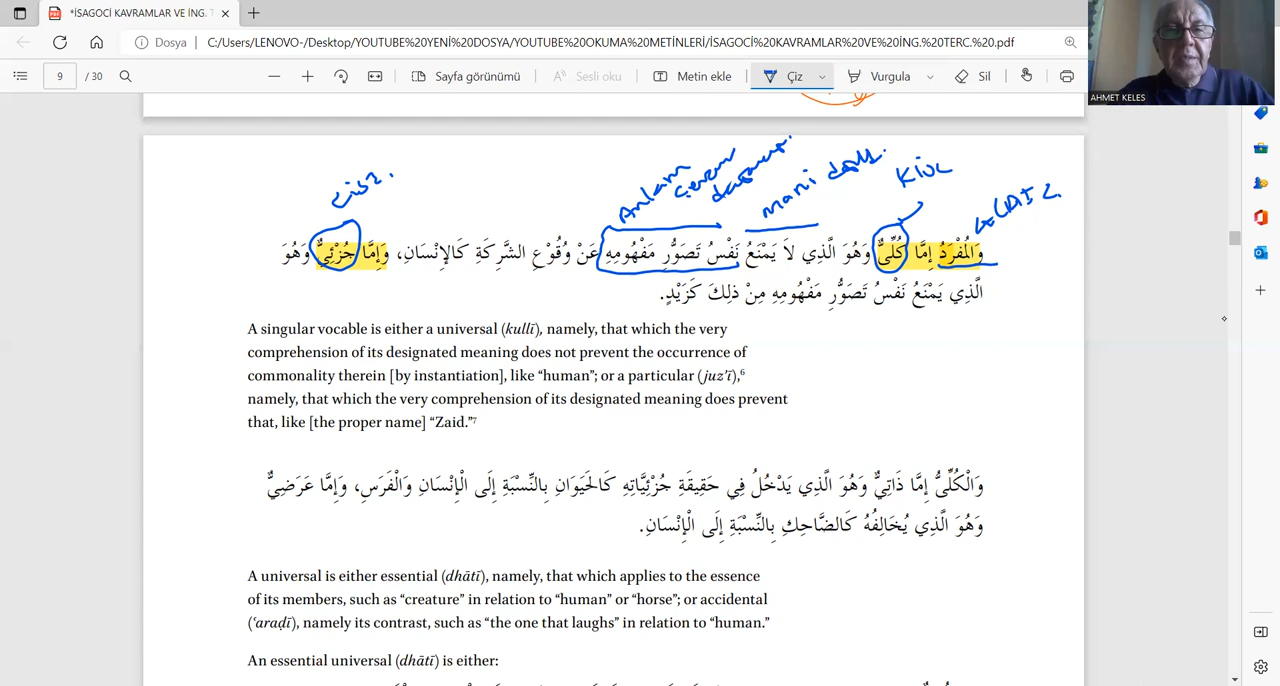 *İSAGOCİ KAVRAMLAR VE İNG. T
Dosya
C:/Users/LENOVO-/Desktop/YOUTUBE%20YENİ%20DOSYA/YOUTUBE%20OKUMA%20METİNLERİ/İSAGOCİ%20KAVRAMLAR%20VE%20İNG.%20TERC.%20.pdf
9 / 30
Sayfa görünümü
Sesli oku
Metin ekle
Çiz
Vurgula
Sil
AHMET KELES
Anlam
mani
وَالمُفْرَدُ إِمَّا كُلِّىٌّ وَهُوَ الَّذِي لاَ يَمْنَعُ نَفْسُ تَصَوُّرِ مَفْهُومِهِ عَنْ وُقُوْعِ الشَّرِكَةِ كَالإِنْسَانِ، وَإِمَّا جُزْئِيٌّ وَهُوَ
الَّذِي يَمْنَعُ نَفْسُ تَصَوُّرِ مَفْهُومِهِ مِنْ ذلِكَ كَزَيْدٍ.
A singular vocable is either a universal (kullī), namely, that which the very
comprehension of its designated meaning does not prevent the occurrence of
commonality therein [by instantiation], like “human”; or a particular (juz’ī),⁶
namely, that which the very comprehension of its designated meaning does prevent
that, like [the proper name] “Zaid.”⁷
وَالْكُلِّىُّ إِمَّا ذَاتِيٌّ وَهُوَ الَّذِي يَدْخُلُ فِي حَقِيقَةِ جُزْئِيَّاتِهِ كَالحَيَوَانِ بِالنِّسْبَةِ إِلَى الْإِنْسَانِ وَالْفَرَسِ، وَإِمَّا عَرَضِيٌّ
وَهُوَ الَّذِي يُخَالِفُهُ كَالضَّاحِكِ بِالنِّسْبَةِ إِلَى الْإِنْسَانِ.
A universal is either essential (dhātī), namely, that which applies to the essence
of its members, such as “creature” in relation to “human” or “horse”; or accidental
(‘araḍī), namely its contrast, such as “the one that laughs” in relation to “human.”
An essential universal (dhātī) is either: